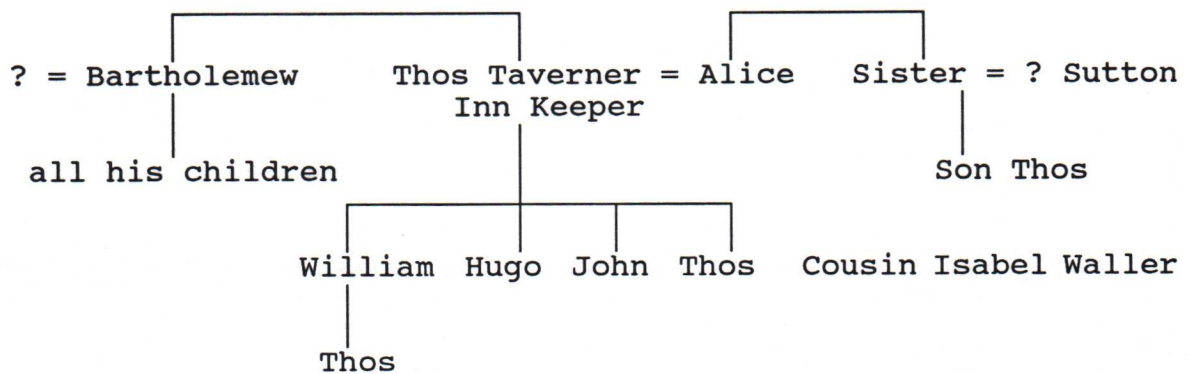 ? = Bartholemew Thos Taverner = Alice Sister = ? Sutton
Inn Keeper
all his children Son Thos
William Hugo John Thos Cousin Isabel Waller
Thos